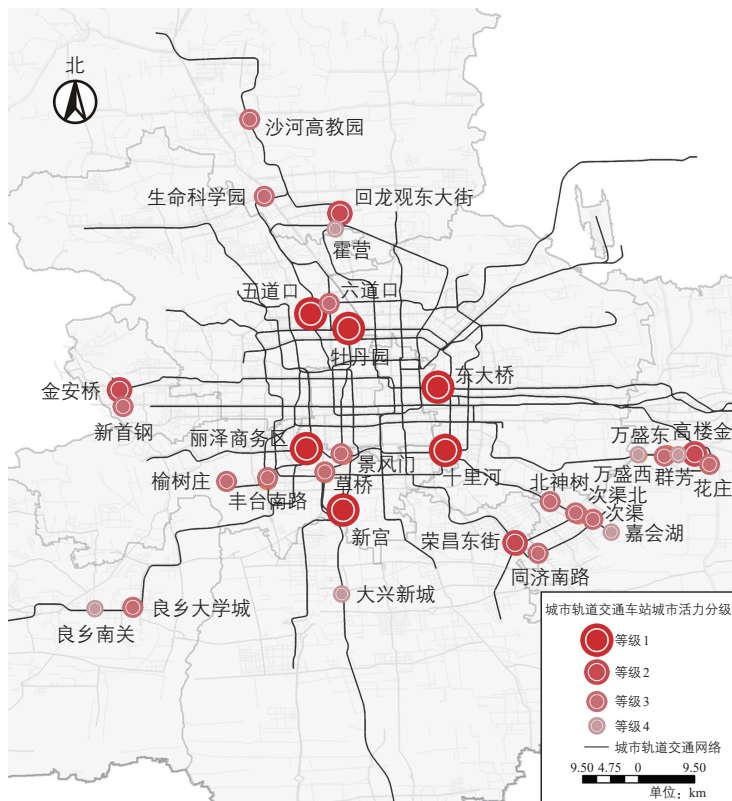 北
沙河高教园
生命科学园
回龙观东大街
霍营
五道口
六道口
牡丹园
金安桥
东大桥
新首钢
丽泽商务区
万盛东
高楼金
景风门
十里河
万盛西
群芳
花庄
榆树庄
丰台南路
草桥
北神树
次渠北
次渠
新宫
荣昌东街
嘉会湖
同济南路
大兴新城
良乡大学城
良乡南关
城市轨道交通车站城市活力分级
等级1
等级2
等级3
等级4
城市轨道交通网络
9.50 4.75 0 9.50
单位：km